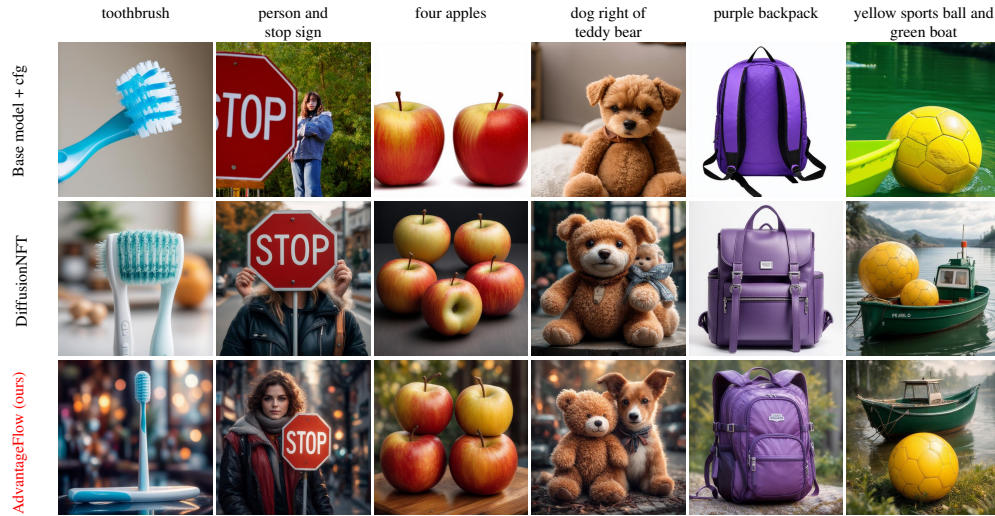 toothbrush
person and
stop sign
four apples
dog right of
teddy bear
purple backpack
yellow sports ball and
green boat
Base model + cfg
STOP
DiffusionNFT
STOP
AdvantageFlow (ours)
STOP